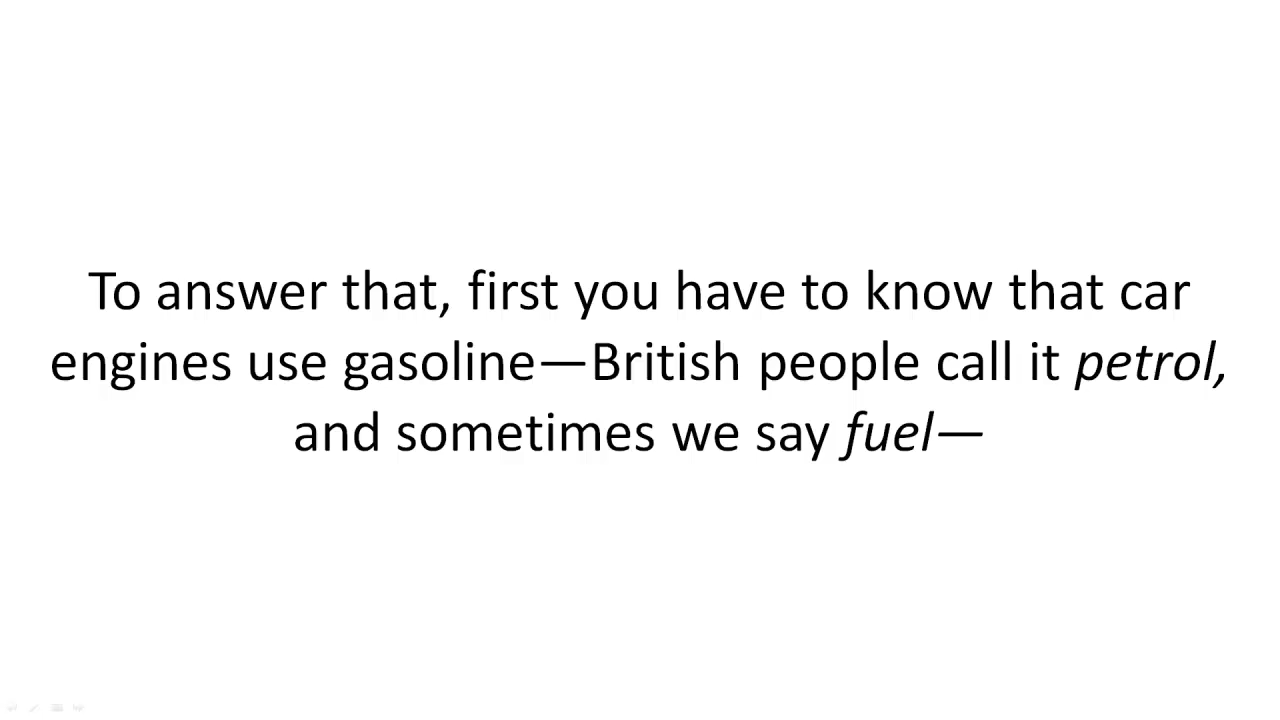 To answer that, first you have to know that car
engines use gasoline—British people call it petrol,
and sometimes we say fuel—